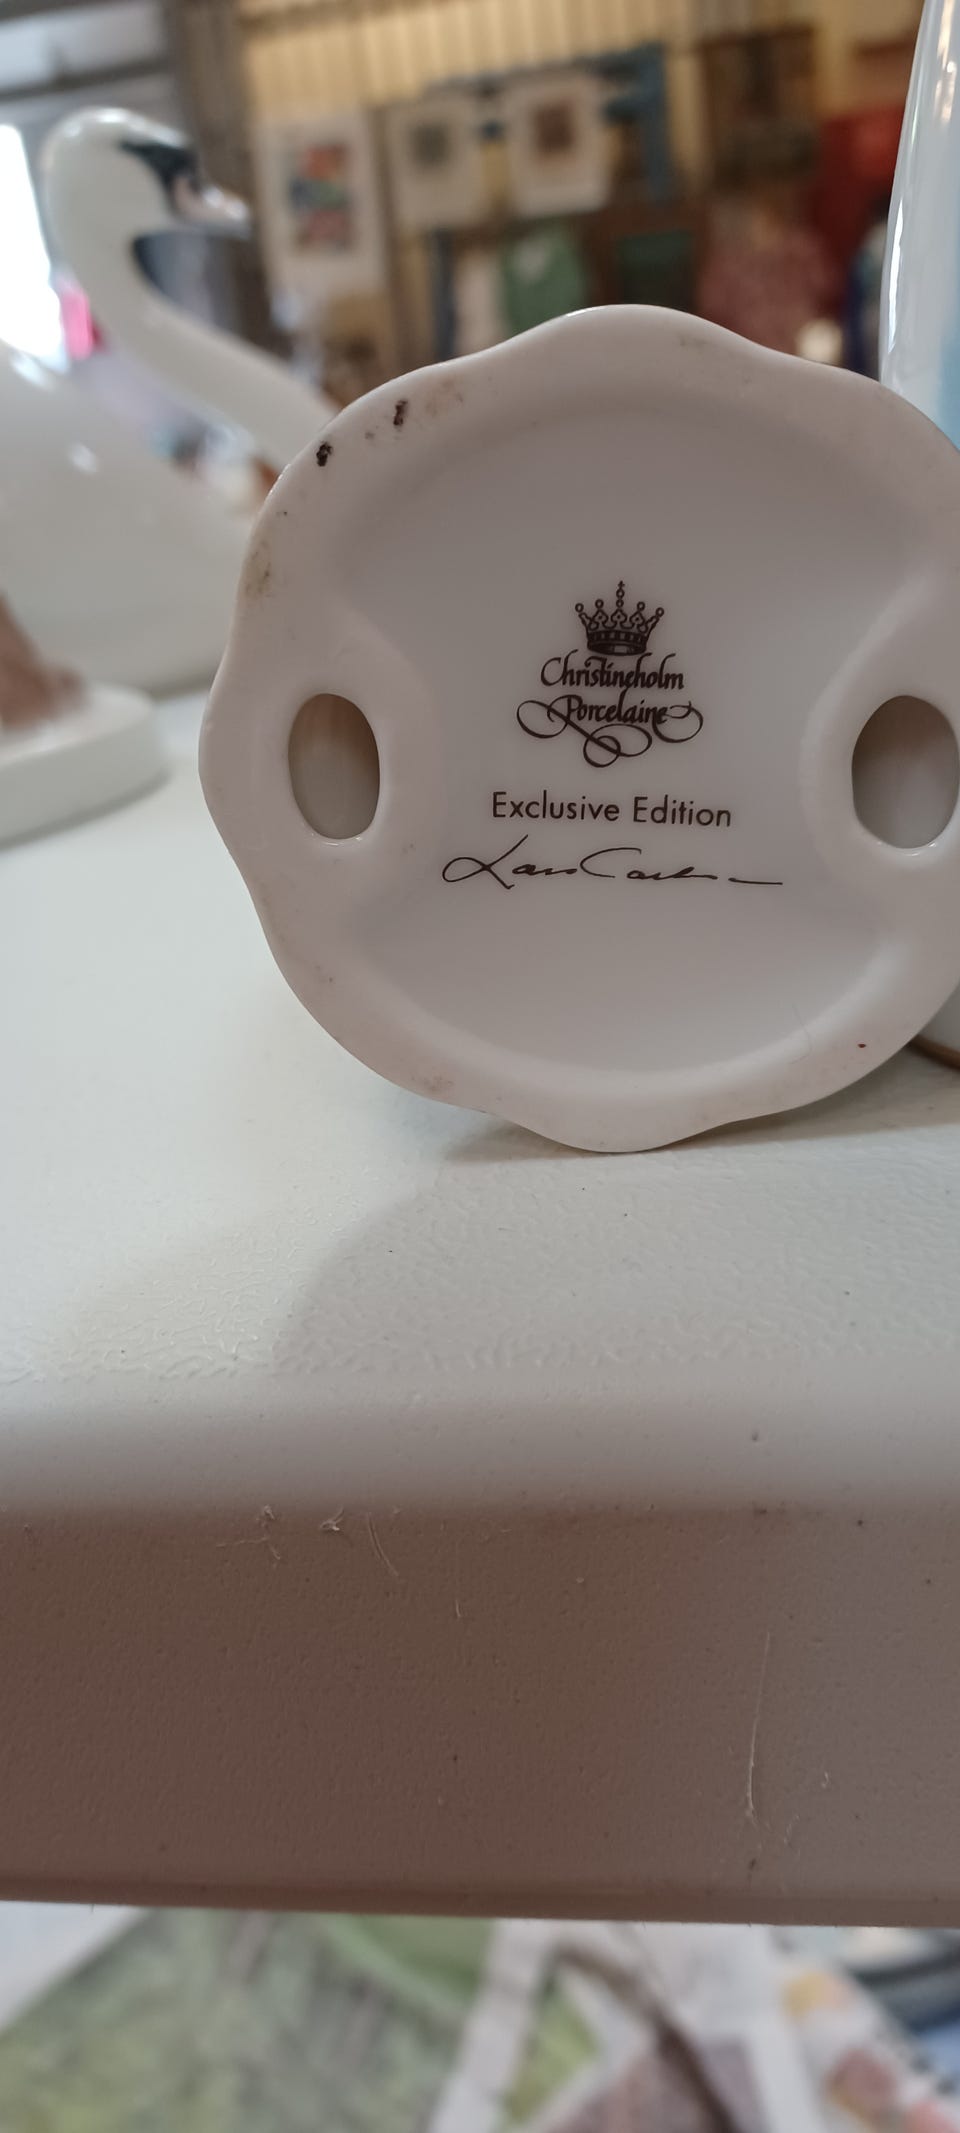 Christineholm
Porcelaine
Exclusive Edition